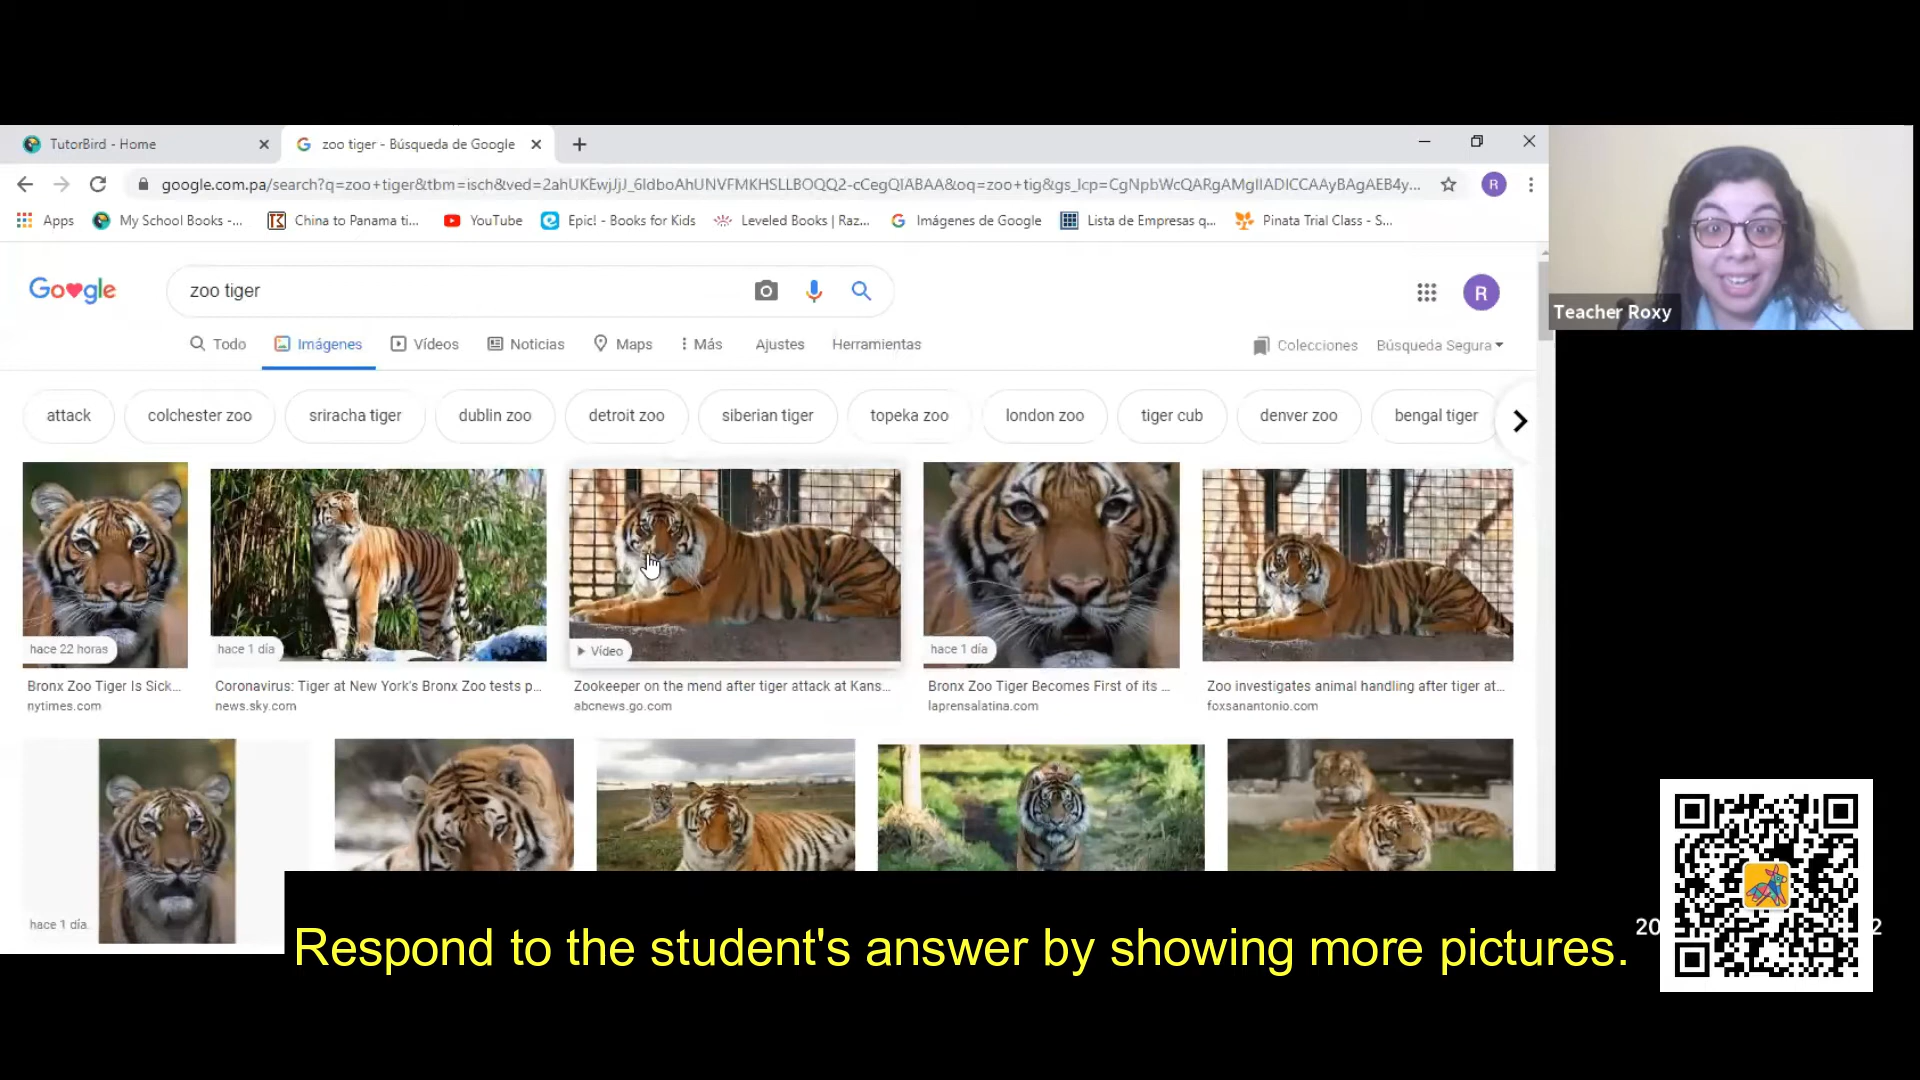 TutorBird - Home
zoo tiger - Búsqueda de Google
google.com.pa/search?q=zoo+tiger&tbm=isch&ved=2ahUKEwjJjJ_6IdboAhUNVFMKHSLLBOQQ2-cCegQIABAA&oq=zoo+tig&gs_lcp=CgNpbWcQARgAMgIIADICCAAyBAgAEB4y...
R
Apps
My School Books -...
China to Panama ti...
YouTube
Epic! - Books for Kids
Leveled Books | Raz...
Imágenes de Google
Lista de Empresas q...
Pinata Trial Class - S...
Google
zoo tiger
R
Todo
Imágenes
Vídeos
Noticias
Maps
Más
Ajustes
Herramientas
Colecciones
Búsqueda Segura
Teacher Roxy
attack
colchester zoo
sriracha tiger
dublin zoo
detroit zoo
siberian tiger
topeka zoo
london zoo
tiger cub
denver zoo
bengal tiger
hace 22 horas
hace 1 día
Vídeo
hace 1 día
Bronx Zoo Tiger Is Sick...
nytimes.com
Coronavirus: Tiger at New York's Bronx Zoo tests p...
news.sky.com
Zookeeper on the mend after tiger attack at Kans...
abcnews.go.com
Bronx Zoo Tiger Becomes First of its ...
laprensalatina.com
Zoo investigates animal handling after tiger at...
foxsanantonio.com
hace 1 día
Respond to the student's answer by showing more pictures.